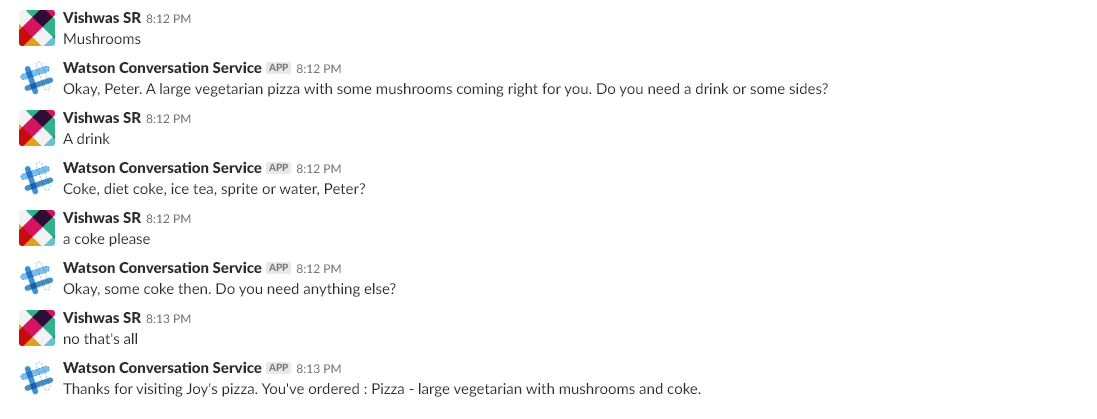 Vishwas SR 8:12 PM
Mushrooms
Watson Conversation Service APP 8:12 PM
Okay, Peter. A large vegetarian pizza with some mushrooms coming right for you. Do you need a drink or some sides?
Vishwas SR 8:12 PM
A drink
Watson Conversation Service APP 8:12 PM
Coke, diet coke, ice tea, sprite or water, Peter?
Vishwas SR 8:12 PM
a coke please
Watson Conversation Service APP 8:12 PM
Okay, some coke then. Do you need anything else?
Vishwas SR 8:13 PM
no that's all
Watson Conversation Service APP 8:13 PM
Thanks for visiting Joy's pizza. You've ordered : Pizza - large vegetarian with mushrooms and coke.